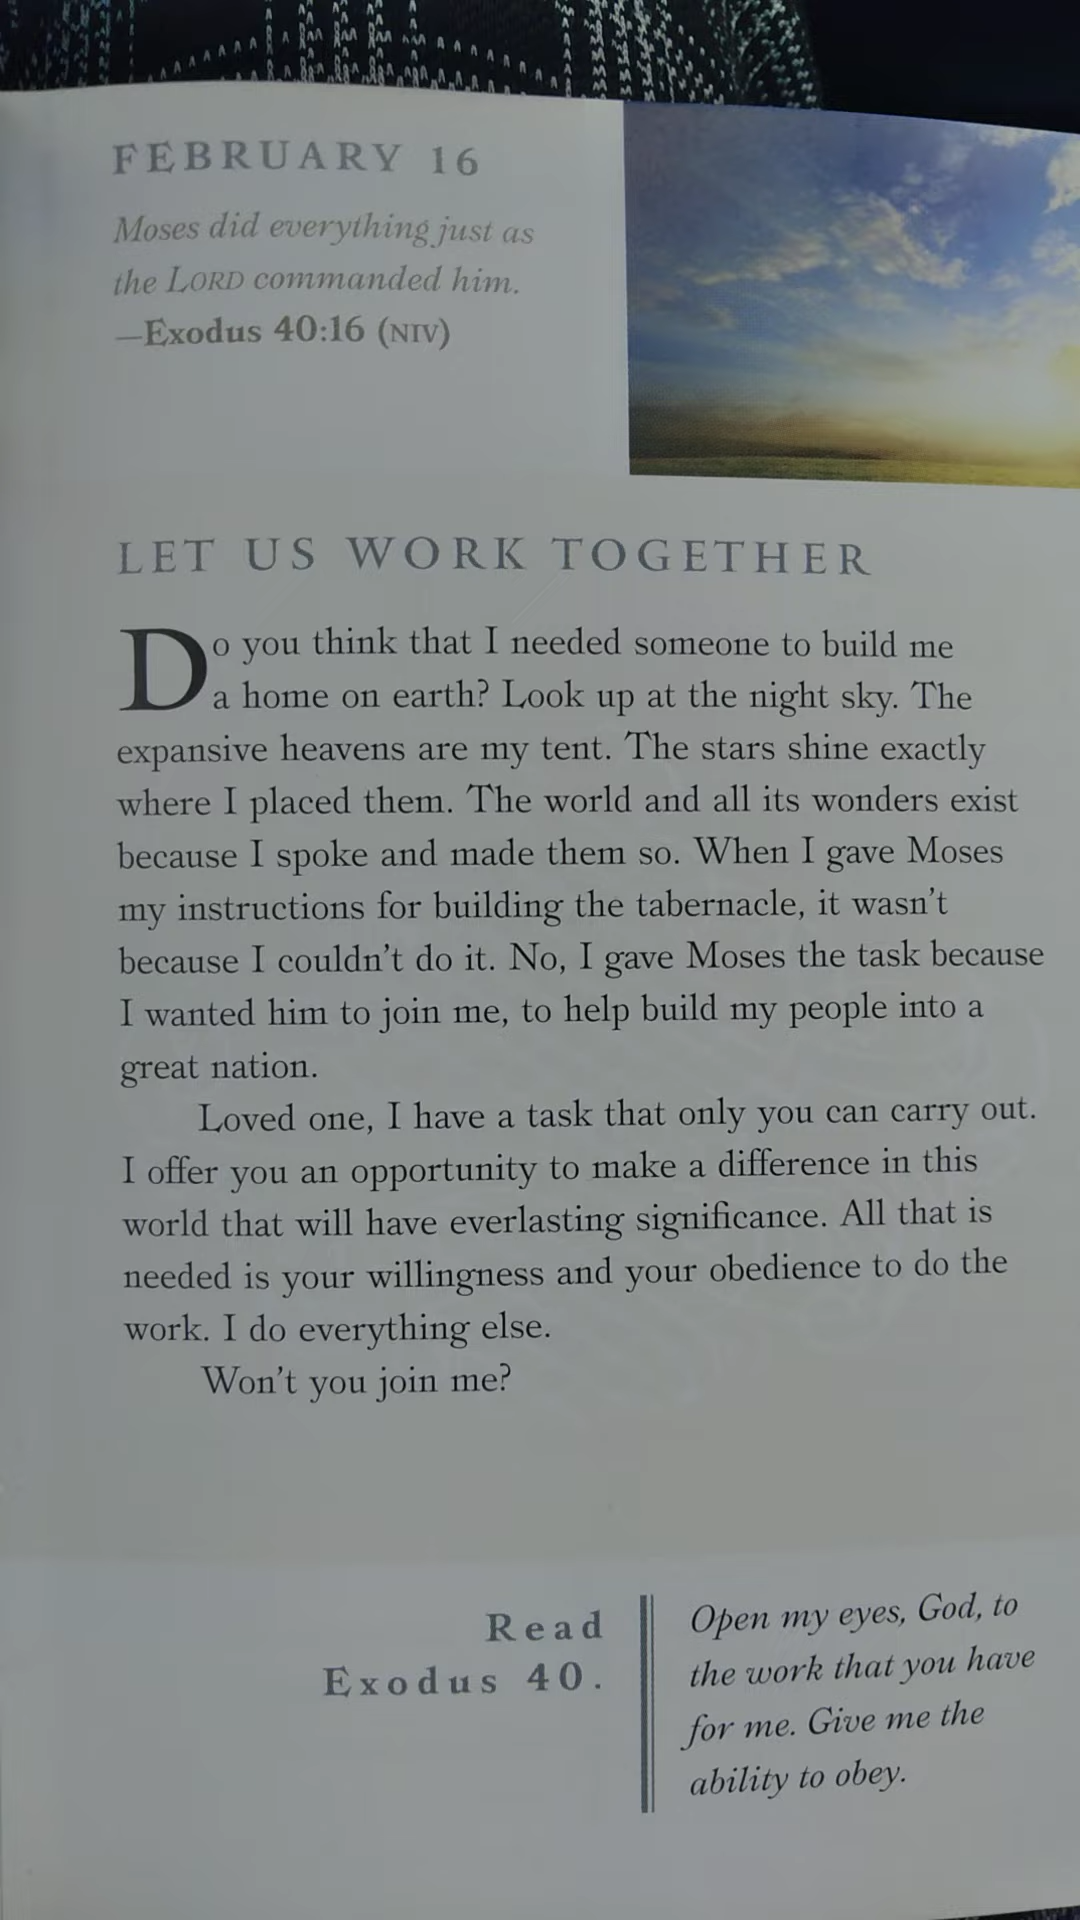 FEBRUARY 16
Moses did everything just as
the LORD commanded him.
—Exodus 40:16 (NIV)
LET US WORK TOGETHER
Do you think that I needed someone to build me
a home on earth? Look up at the night sky. The
expansive heavens are my tent. The stars shine exactly
where I placed them. The world and all its wonders exist
because I spoke and made them so. When I gave Moses
my instructions for building the tabernacle, it wasn't
because I couldn't do it. No, I gave Moses the task because
I wanted him to join me, to help build my people into a
great nation.
Loved one, I have a task that only you can carry out.
I offer you an opportunity to make a difference in this
world that will have everlasting significance. All that is
needed is your willingness and your obedience to do the
work. I do everything else.
Won't you join me?
Read
Exodus 40.
Open my eyes, God, to
the work that you have
for me. Give me the
ability to obey.